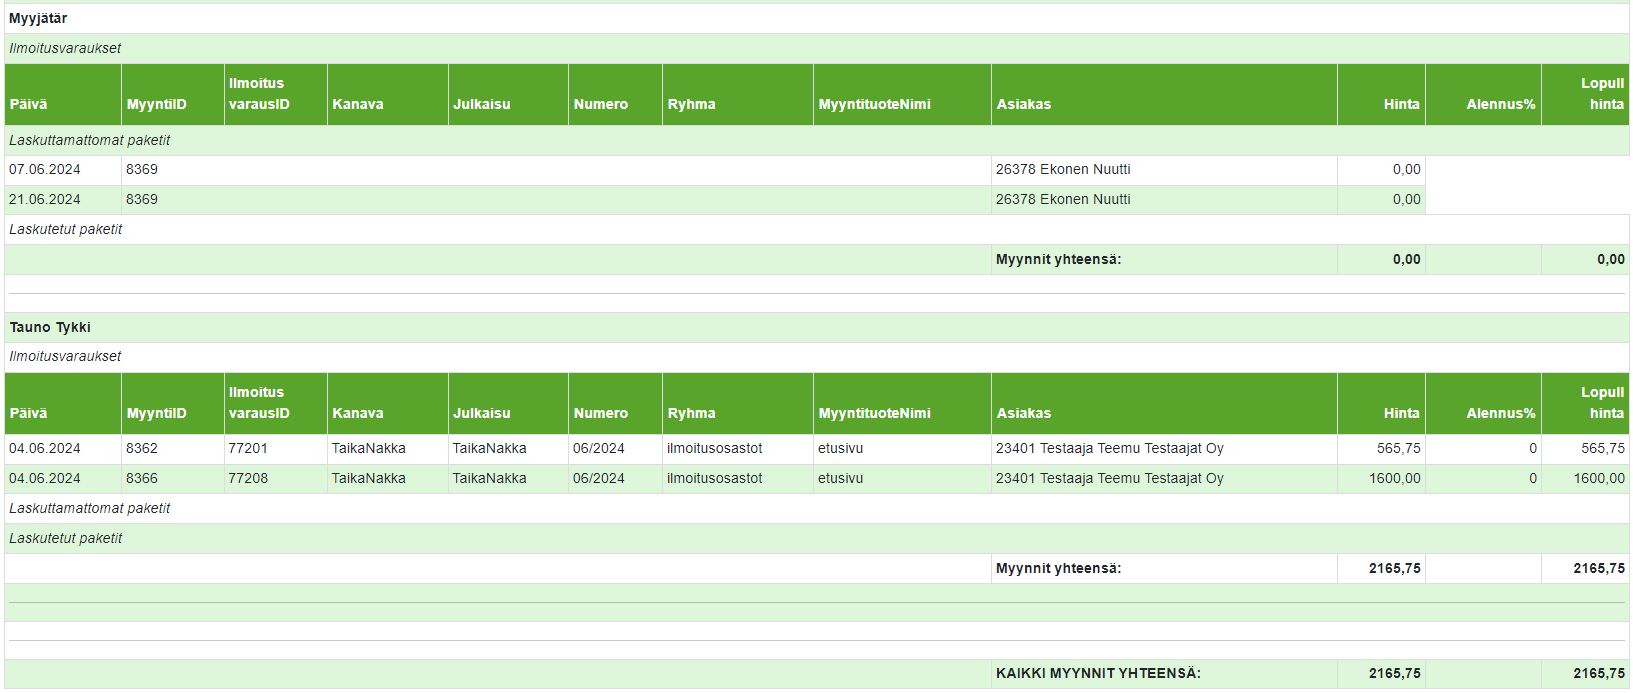 Myyjätär
Ilmoitusvaraukset
Päivä MyyntiID Ilmoitus varausID Kanava Julkaisu Numero Ryhma MyyntituoteNimi Asiakas Hinta Alennus% Lopull hinta
Laskuttamattomat paketit
07.06.2024 8369 26378 Ekonen Nuutti 0,00
21.06.2024 8369 26378 Ekonen Nuutti 0,00
Laskutetut paketit
Myynnit yhteensä: 0,00 0,00
Tauno Tykki
Ilmoitusvaraukset
Päivä MyyntiID Ilmoitus varausID Kanava Julkaisu Numero Ryhma MyyntituoteNimi Asiakas Hinta Alennus% Lopull hinta
04.06.2024 8362 77201 TaikaNakka TaikaNakka 06/2024 ilmoitusosastot etusivu 23401 Testaaja Teemu Testaajat Oy 565,75 0 565,75
04.06.2024 8366 77208 TaikaNakka TaikaNakka 06/2024 ilmoitusosastot etusivu 23401 Testaaja Teemu Testaajat Oy 1600,00 0 1600,00
Laskuttamattomat paketit
Laskutetut paketit
Myynnit yhteensä: 2165,75 2165,75
KAIKKI MYYNNIT YHTEENSÄ: 2165,75 2165,75